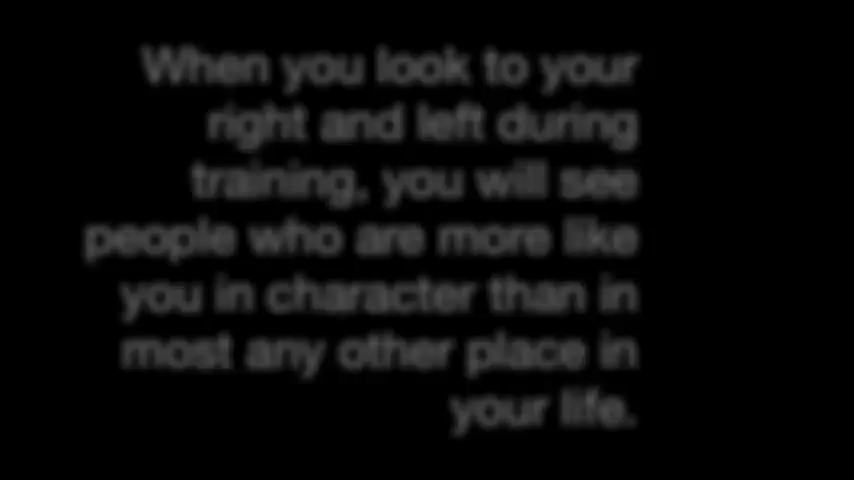 When you look to your
right and left during
training, you will see
people who are more like
you in character than in
most any other place in
your life.